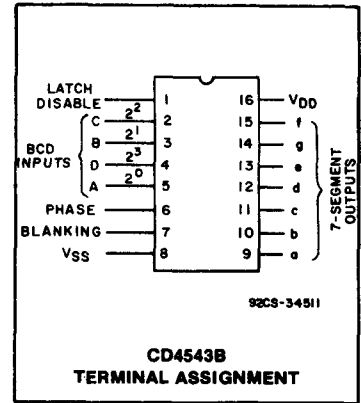 LATCH
DISABLE 1 16 VDD
C 2² 2 15 f
B 2¹ 3 14 g
BCD
INPUTS
D 2³ 4 13 e
A 2⁰ 5 12 d
PHASE 6 11 c
BLANKING 7 10 b
VSS 8 9 a
7-SEGMENT
OUTPUTS
92CS-34511
CD4543B
TERMINAL ASSIGNMENT